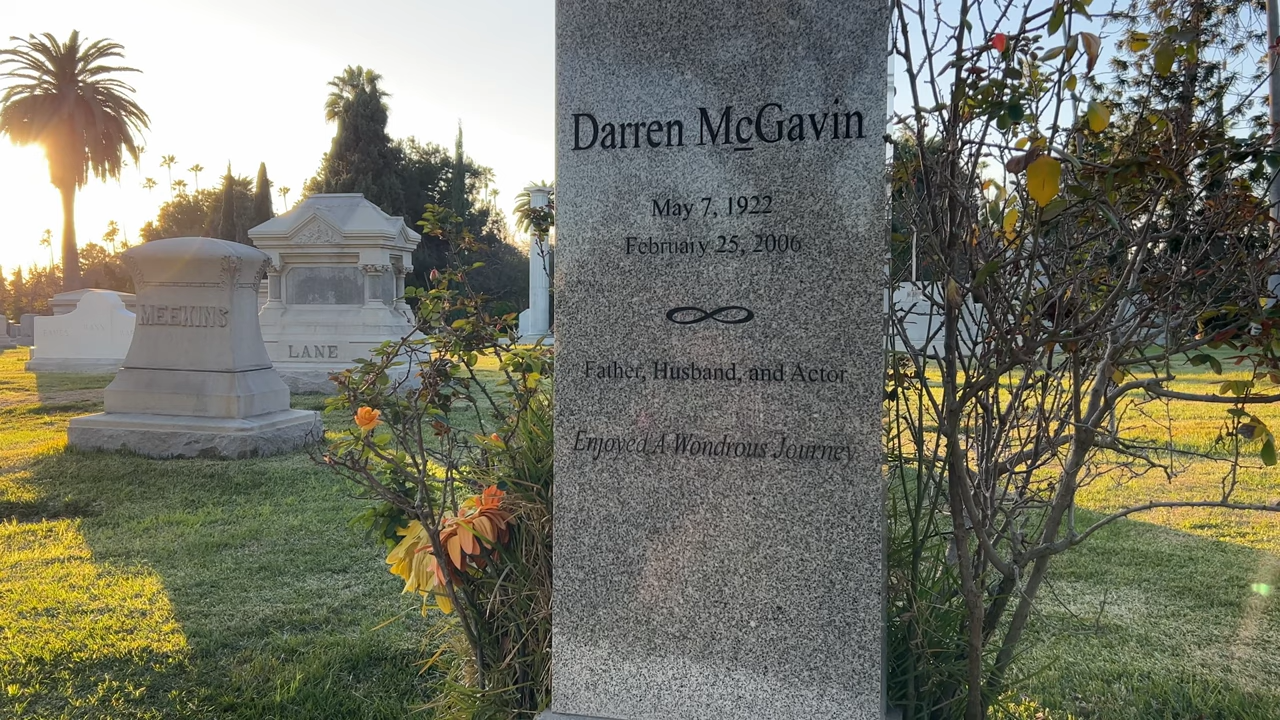 Darren McGavin
May 7, 1922
February 25, 2006
Father, Husband, and Actor
Enjoyed A Wondrous Journey
MEEKINS
LANE